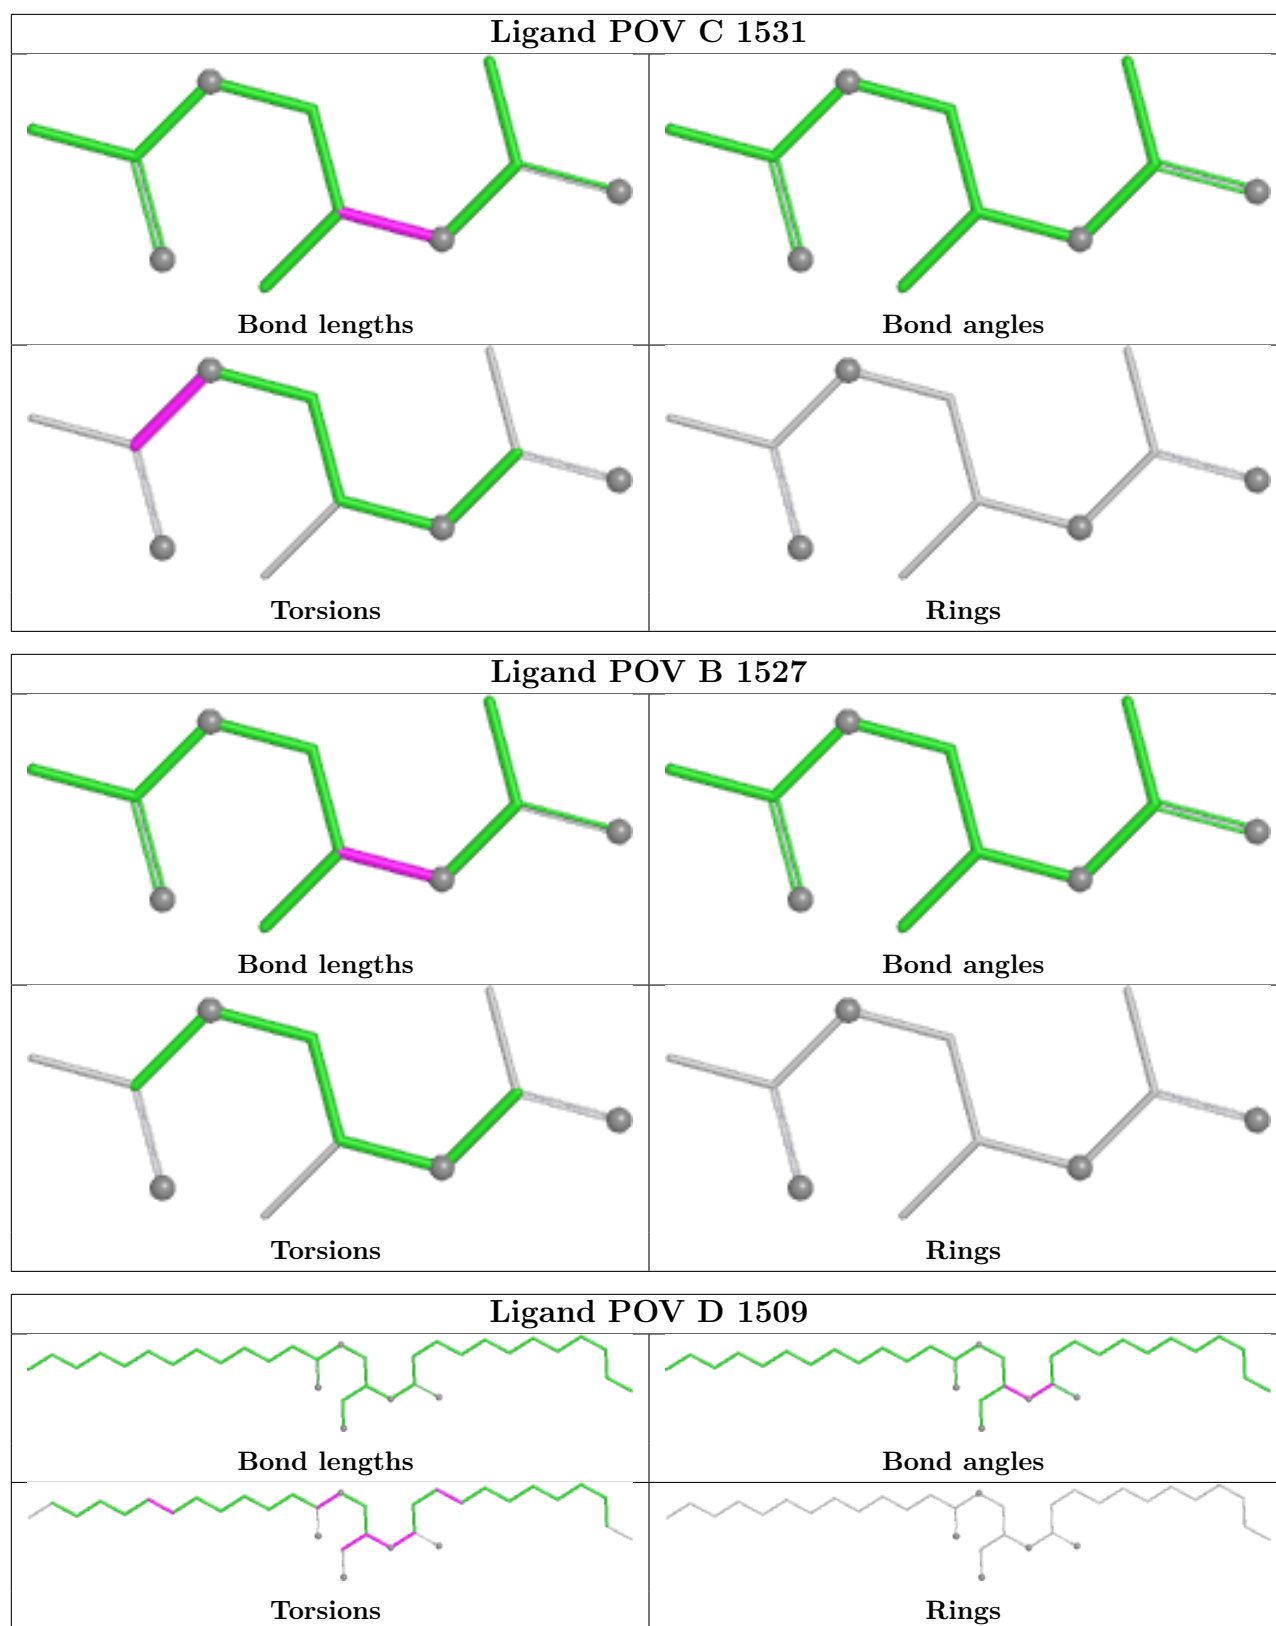 Ligand POV C 1531
Bond lengths
Bond angles
Torsions
Rings
Ligand POV B 1527
Bond lengths
Bond angles
Torsions
Rings
Ligand POV D 1509
Bond lengths
Bond angles
Torsions
Rings